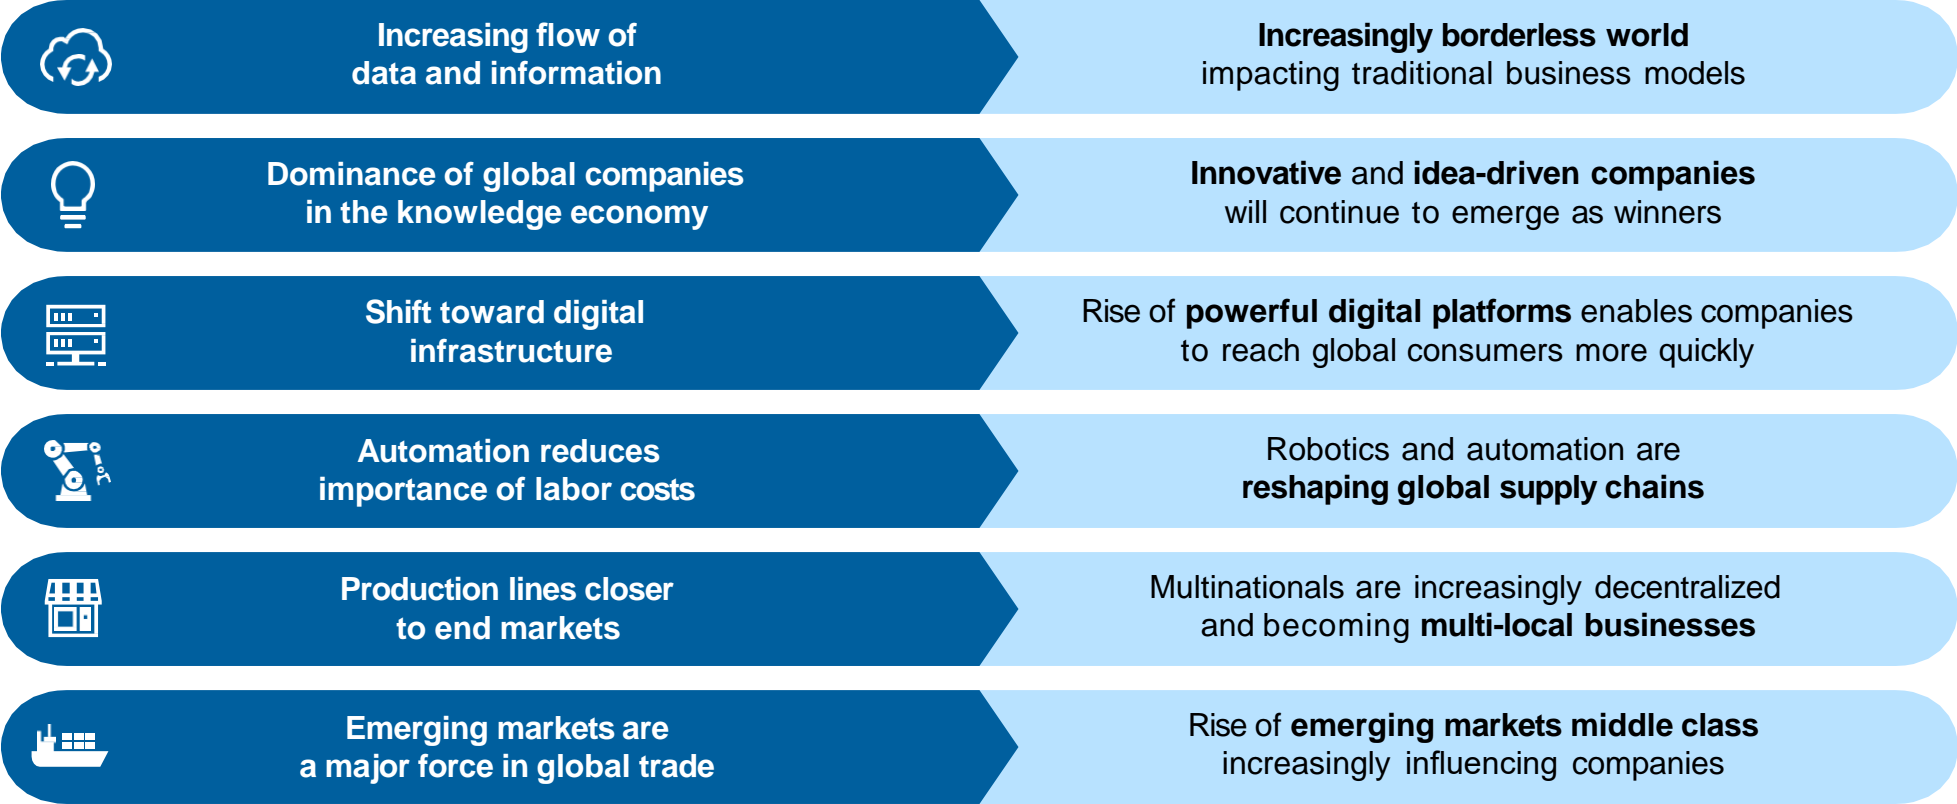 Increasing flow of
data and information
Increasingly borderless world
impacting traditional business models
Dominance of global companies
in the knowledge economy
Innovative and idea-driven companies
will continue to emerge as winners
Shift toward digital
infrastructure
Rise of powerful digital platforms enables companies
to reach global consumers more quickly
Automation reduces
importance of labor costs
Robotics and automation are
reshaping global supply chains
Production lines closer
to end markets
Multinationals are increasingly decentralized
and becoming multi-local businesses
Emerging markets are
a major force in global trade
Rise of emerging markets middle class
increasingly influencing companies